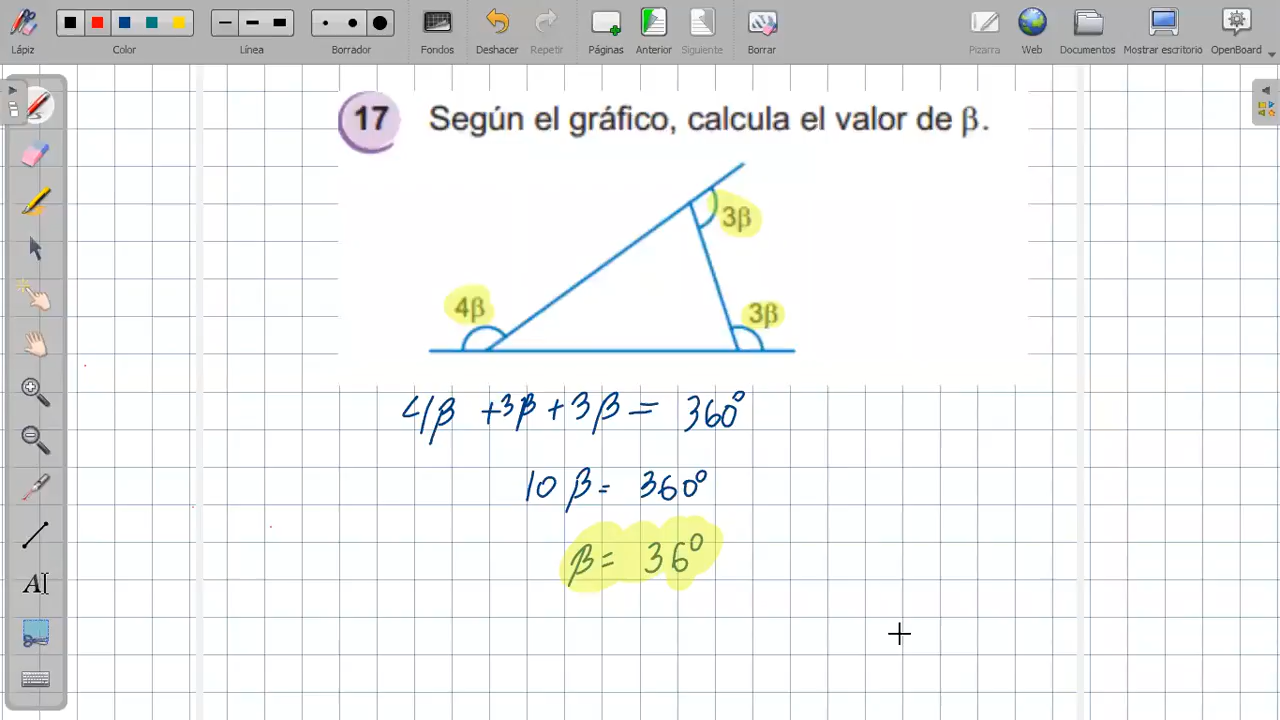 Lápiz Color Línea Borrador Fondos Deshacer Repetir Páginas Anterior Siguiente Borrar Pizarra Web Documentos Mostrar escritorio OpenBoard
17 Según el gráfico, calcula el valor de β.
3β
4β
3β
4β +3β + 3β = 360°
10 β = 360°
β = 36°
A